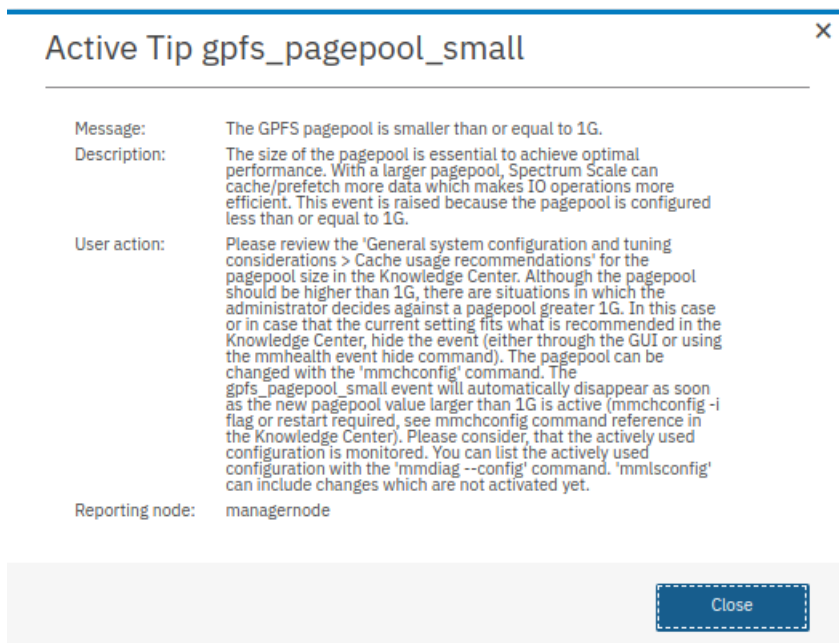 ×
Active Tip gpfs_pagepool_small
Message: The GPFS pagepool is smaller than or equal to 1G.
Description: The size of the pagepool is essential to achieve optimal
performance. With a larger pagepool, Spectrum Scale can
cache/prefetch more data which makes IO operations more
efficient. This event is raised because the pagepool is configured
less than or equal to 1G.
User action: Please review the 'General system configuration and tuning
considerations > Cache usage recommendations' for the
pagepool size in the Knowledge Center. Although the pagepool
should be higher than 1G, there are situations in which the
administrator decides against a pagepool greater 1G. In this case
or in case that the current setting fits what is recommended in the
Knowledge Center, hide the event (either through the GUI or using
the mmhealth event hide command). The pagepool can be
changed with the 'mmchconfig' command. The
gpfs_pagepool_small event will automatically disappear as soon
as the new pagepool value larger than 1G is active (mmchconfig -i
flag or restart required, see mmchconfig command reference in
the Knowledge Center). Please consider, that the actively used
configuration is monitored. You can list the actively used
configuration with the 'mmdiag --config' command. 'mmlsconfig'
can include changes which are not activated yet.
Reporting node: managernode
Close